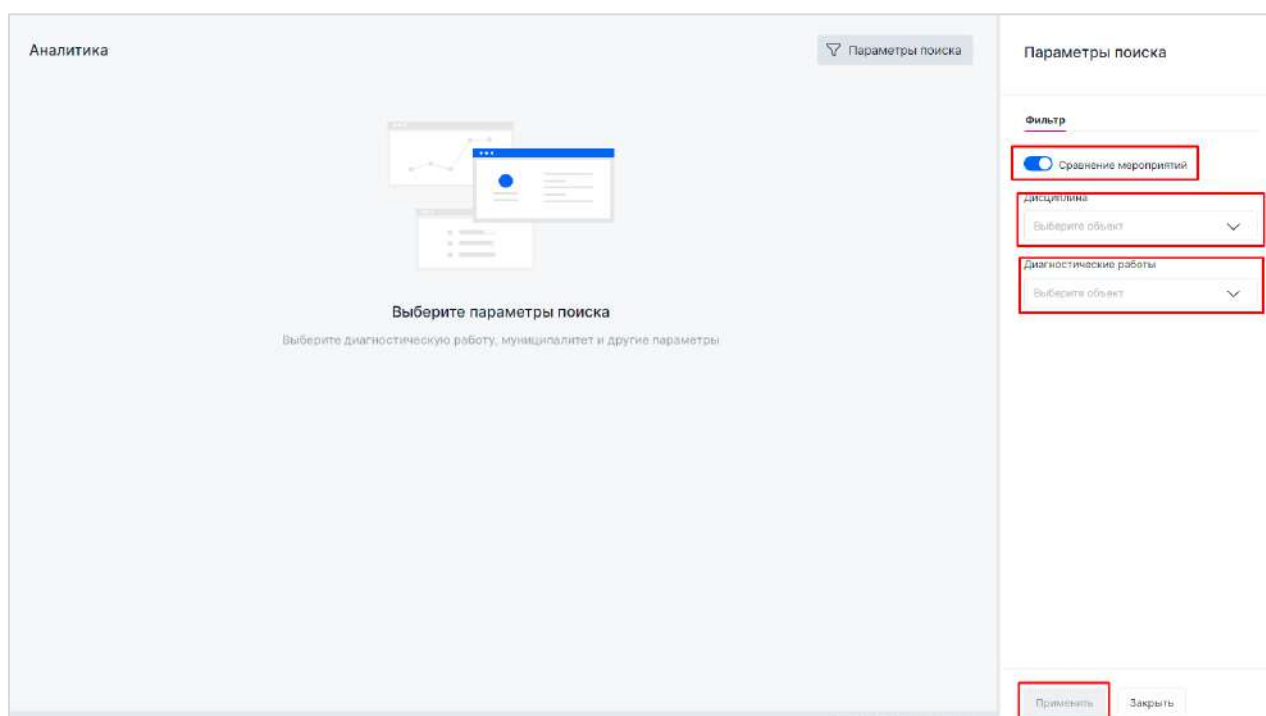 Аналитика
Параметры поиска
Выберите параметры поиска
Выберите диагностическую работу, муниципалитет и другие параметры
Параметры поиска
Фильтр
Сравнение мероприятий
Дисциплина
Выберите объект
Диагностические работы
Выберите объект
Применить
Закрыть